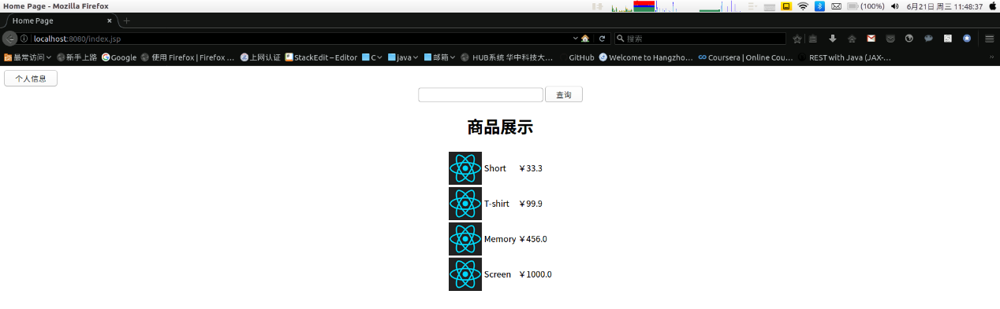 Home Page - Mozilla Firefox
(100%) 6月21日 周三 11:48:37
Home Page
localhost:8080/index.jsp
搜索
最常访问 新手上路 Google 使用 Firefox | Firefox ... 上网认证 StackEdit – Editor C java 邮箱 HUB系统 华中科技大... GitHub Welcome to Hangzho... Coursera | Online Cou... REST with Java (JAX-...
个人信息
查询
商品展示
Short ￥33.3
T-shirt ￥99.9
Memory ￥456.0
Screen ￥1000.0